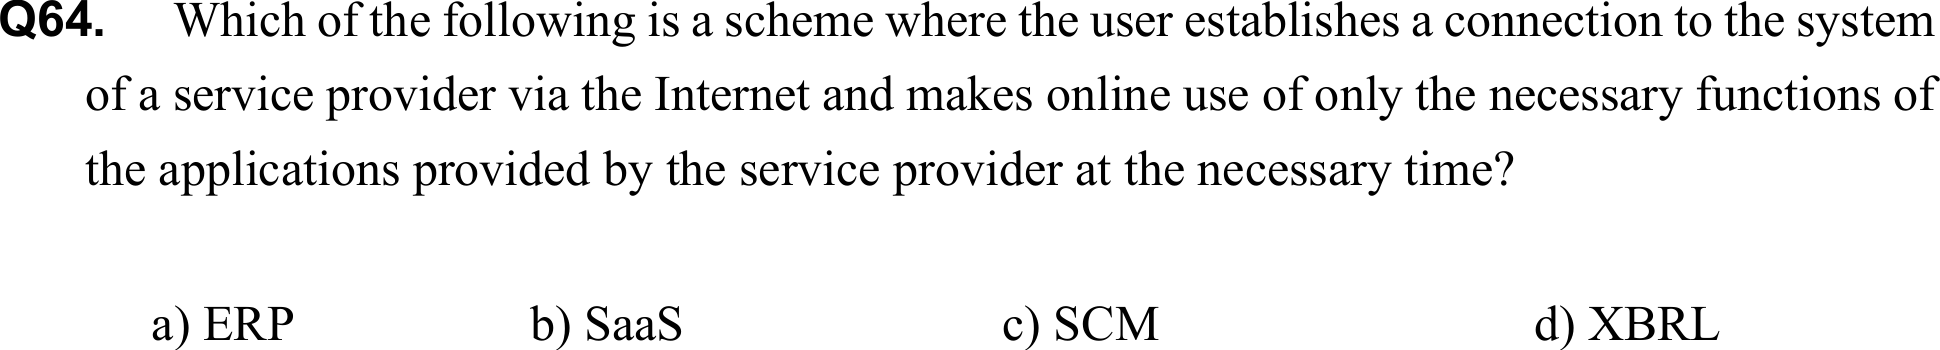 Q64. Which of the following is a scheme where the user establishes a connection to the system
of a service provider via the Internet and makes online use of only the necessary functions of
the applications provided by the service provider at the necessary time?
a) ERP b) SaaS c) SCM d) XBRL